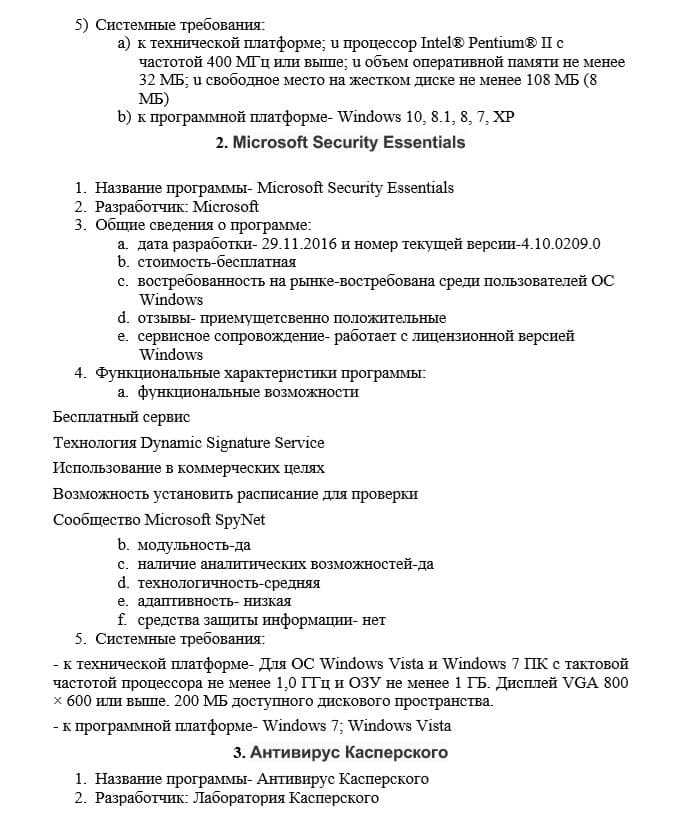 5) Системные требования:
a) к технической платформе; u процессор Intel® Pentium® II с
частотой 400 МГц или выше; u объем оперативной памяти не менее
32 МБ; u свободное место на жестком диске не менее 108 МБ (8
МБ)
b) к программной платформе- Windows 10, 8.1, 8, 7, XP
2. Microsoft Security Essentials
1. Название программы- Microsoft Security Essentials
2. Разработчик: Microsoft
3. Общие сведения о программе:
a. дата разработки- 29.11.2016 и номер текущей версии-4.10.0209.0
b. стоимость-бесплатная
c. востребованность на рынке-востребована среди пользователей ОС
Windows
d. отзывы- приемущетсвенно положительные
e. сервисное сопровождение- работает с лицензионной версией
Windows
4. Функциональные характеристики программы:
a. функциональные возможности
Бесплатный сервис
Технология Dynamic Signature Service
Использование в коммерческих целях
Возможность установить расписание для проверки
Сообщество Microsoft SpyNet
b. модульность-да
c. наличие аналитических возможностей-да
d. технологичность-средняя
e. адаптивность- низкая
f. средства защиты информации- нет
5. Системные требования:
- к технической платформе- Для ОС Windows Vista и Windows 7 ПК с тактовой
частотой процессора не менее 1,0 ГГц и ОЗУ не менее 1 ГБ. Дисплей VGA 800
× 600 или выше. 200 МБ доступного дискового пространства.
- к программной платформе- Windows 7; Windows Vista
3. Антивирус Касперского
1. Название программы- Антивирус Касперского
2. Разработчик: Лаборатория Касперского